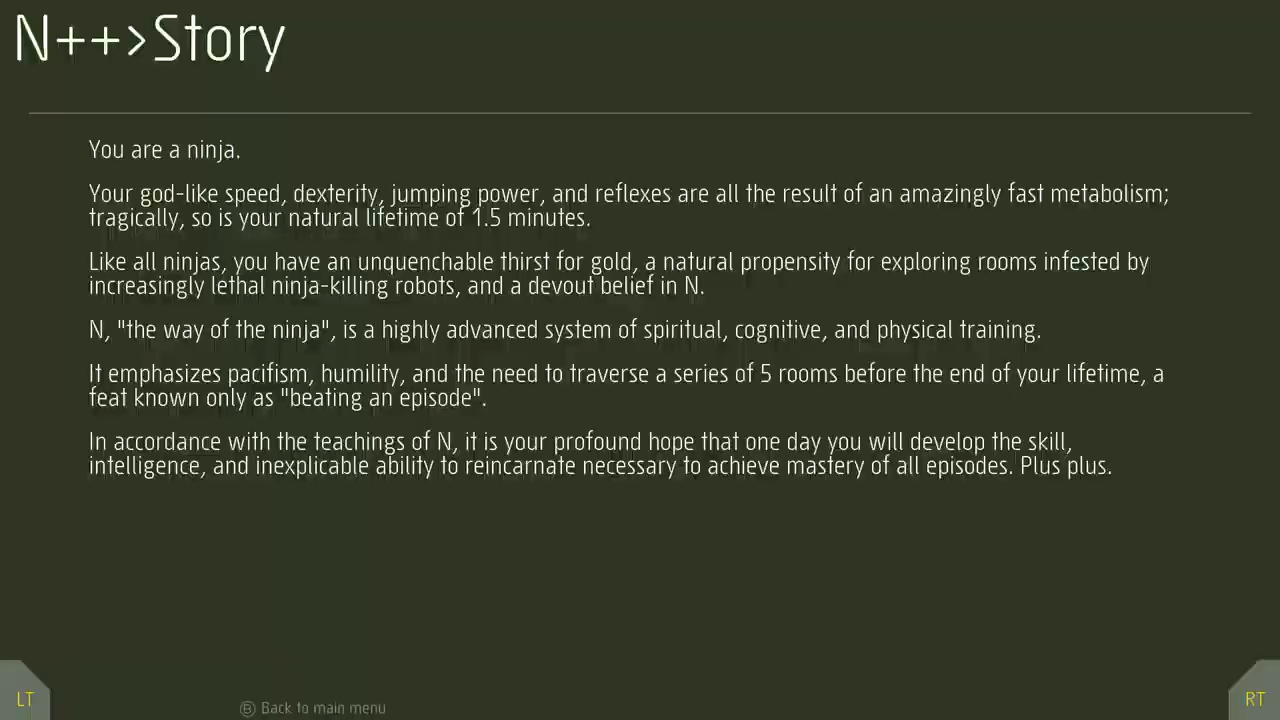 N++>Story
You are a ninja.
Your god-like speed, dexterity, jumping power, and reflexes are all the result of an amazingly fast metabolism;
tragically, so is your natural lifetime of 1.5 minutes.
Like all ninjas, you have an unquenchable thirst for gold, a natural propensity for exploring rooms infested by
increasingly lethal ninja-killing robots, and a devout belief in N.
N, "the way of the ninja", is a highly advanced system of spiritual, cognitive, and physical training.
It emphasizes pacifism, humility, and the need to traverse a series of 5 rooms before the end of your lifetime, a
feat known only as "beating an episode".
In accordance with the teachings of N, it is your profound hope that one day you will develop the skill,
intelligence, and inexplicable ability to reincarnate necessary to achieve mastery of all episodes. Plus plus.
LT
Ⓑ Back to main menu
RT